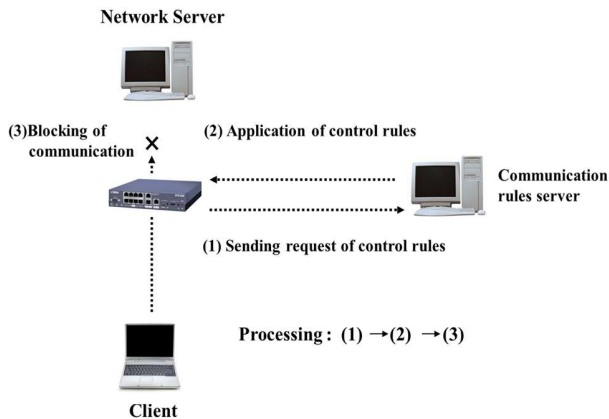 Network Server
(3)Blocking of
communication
(2) Application of control rules
Communication
rules server
(1) Sending request of control rules
Processing : (1) →(2) →(3)
Client